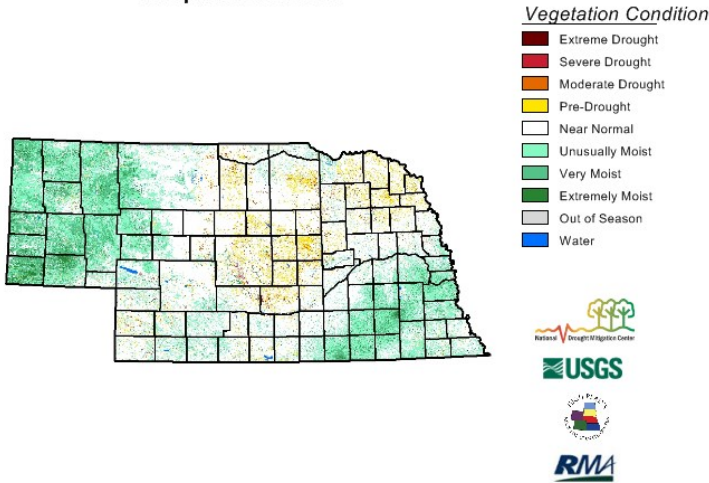 Vegetation Condition
Extreme Drought
Severe Drought
Moderate Drought
Pre-Drought
Near Normal
Unusually Moist
Very Moist
Extremely Moist
Out of Season
Water
National Drought Mitigation Center
USGS
RMA